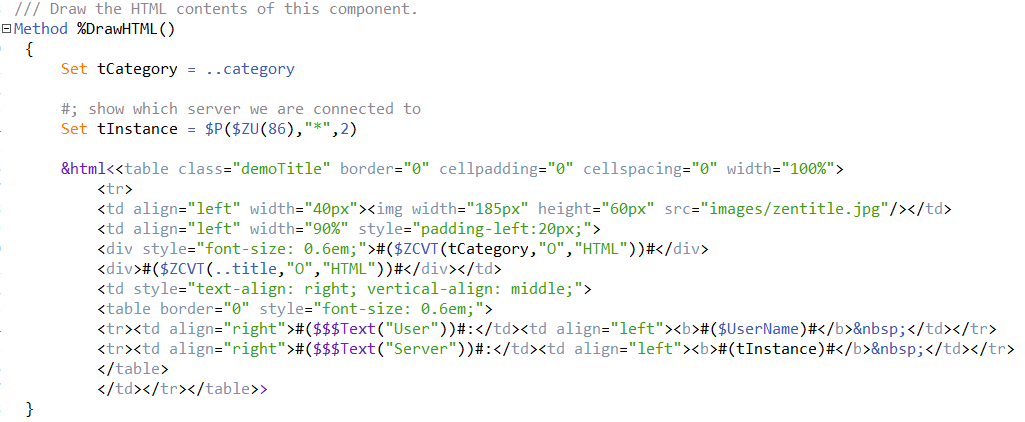 /// Draw the HTML contents of this component.
Method %DrawHTML()
{
Set tCategory = ..category
#; show which server we are connected to
Set tInstance = $P($ZU(86),"*",2)
&html<<table class="demoTitle" border="0" cellpadding="0" cellspacing="0" width="100%">
<tr>
<td align="left" width="40px"><img width="185px" height="60px" src="images/zentitle.jpg"/></td>
<td align="left" width="90%" style="padding-left:20px;">
<div style="font-size: 0.6em;">#($ZCVT(tCategory,"O","HTML"))#</div>
<div>#($ZCVT(..title,"O","HTML"))#</div></td>
<td style="text-align: right; vertical-align: middle;">
<table border="0" style="font-size: 0.6em;">
<tr><td align="right">#($$$Text("User"))#:</td><td align="left"><b>#($UserName)#</b>&nbsp;</td></tr>
<tr><td align="right">#($$$Text("Server"))#:</td><td align="left"><b>#(tInstance)#</b>&nbsp;</td></tr>
</table>
</td></tr></table>>
}